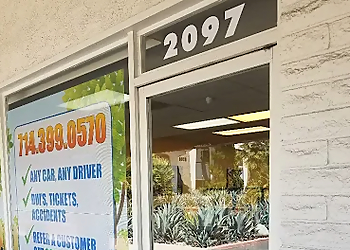 2097
714.399.0570
ANY CAR, ANY DRIVER
DUI'S, TICKETS,
ACCIDENTS
REFER A CUSTOMER